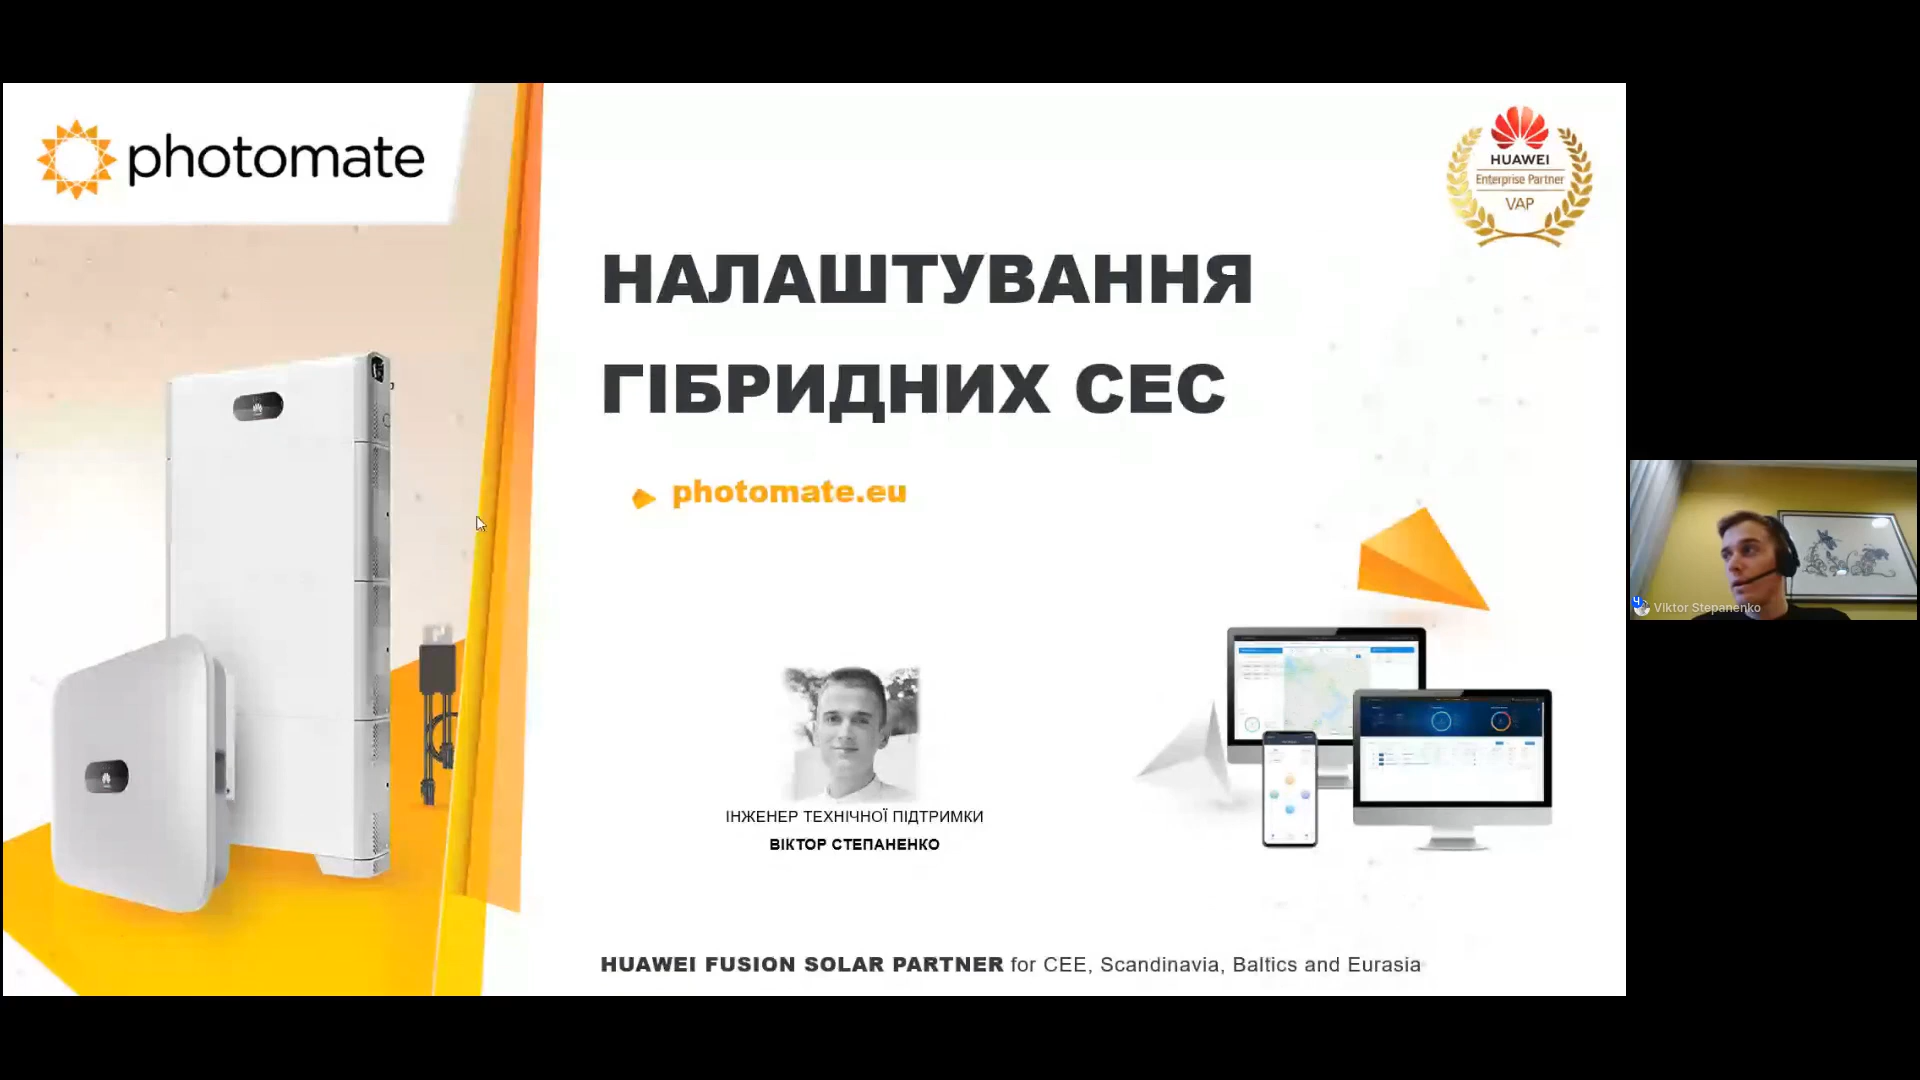 photomate
HUAWEI
Enterprise Partner
VAP
НАЛАШТУВАННЯ
ГІБРИДНИХ СЕС
photomate.eu
Viktor Stepanenko
ІНЖЕНЕР ТЕХНІЧНОЇ ПІДТРИМКИ
ВІКТОР СТЕПАНЕНКО
HUAWEI FUSION SOLAR PARTNER for CEE, Scandinavia, Baltics and Eurasia